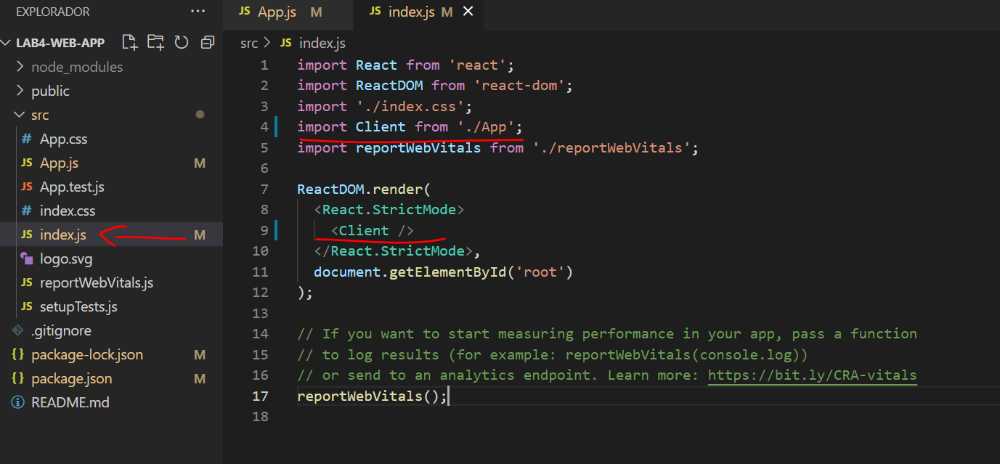 EXPLORADOR ...
LAB4-WEB-APP
node_modules
public
src
# App.css
JS App.js M
JS App.test.js
# index.css
JS index.js M
logo.svg
JS reportWebVitals.js
JS setupTests.js
.gitignore
{} package-lock.json M
{} package.json M
README.md
JS App.js M JS index.js M
src > JS index.js
1 import React from 'react';
2 import ReactDOM from 'react-dom';
3 import './index.css';
4 import Client from './App';
5 import reportWebVitals from './reportWebVitals';
6
7 ReactDOM.render(
8 <React.StrictMode>
9 <Client />
10 </React.StrictMode>,
11 document.getElementById('root')
12 );
13
14 // If you want to start measuring performance in your app, pass a function
15 // to log results (for example: reportWebVitals(console.log))
16 // or send to an analytics endpoint. Learn more: https://bit.ly/CRA-vitals
17 reportWebVitals();
18